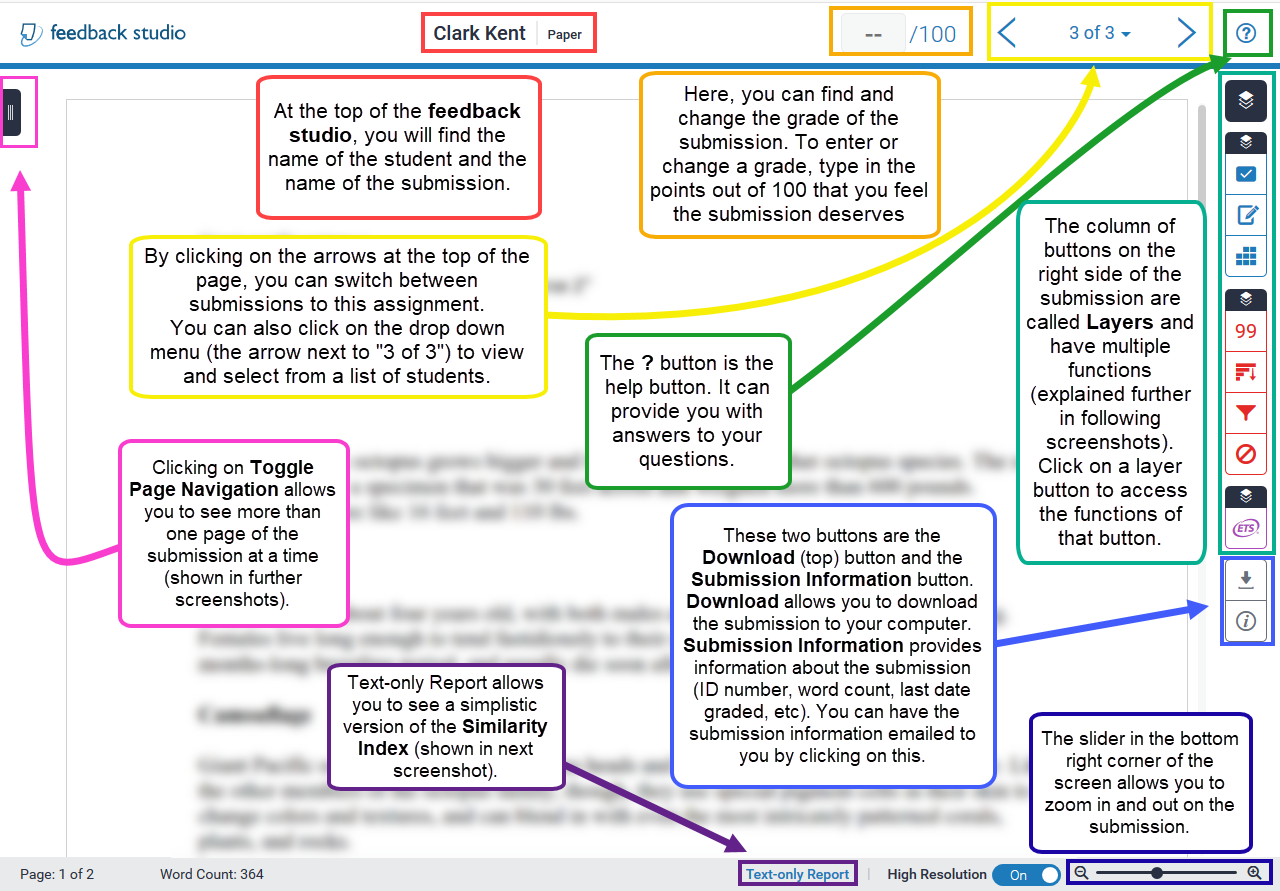 feedback studio
Clark Kent Paper
-- /100
3 of 3
?
At the top of the feedback
studio, you will find the
name of the student and the
name of the submission.
Here, you can find and
change the grade of the
submission. To enter or
change a grade, type in the
points out of 100 that you feel
the submission deserves
By clicking on the arrows at the top of the
page, you can switch between
submissions to this assignment.
You can also click on the drop down
menu (the arrow next to "3 of 3") to view
and select from a list of students.
The ? button is the
help button. It can
provide you with
answers to your
questions.
The column of
buttons on the
right side of the
submission are
called Layers and
have multiple
functions
(explained further
in following
screenshots).
Click on a layer
button to access
the functions of
that button.
99
ETS
i
Clicking on Toggle
Page Navigation allows
you to see more than
one page of the
submission at a time
(shown in further
screenshots).
These two buttons are the
Download (top) button and the
Submission Information button.
Download allows you to download
the submission to your computer.
Submission Information provides
information about the submission
(ID number, word count, last date
graded, etc). You can have the
submission information emailed to
you by clicking on this.
Text-only Report allows
you to see a simplistic
version of the Similarity
Index (shown in next
screenshot).
The slider in the bottom
right corner of the
screen allows you to
zoom in and out on the
submission.
Camouflage
plants, and rocks.
Page: 1 of 2 Word Count: 364 Text-only Report High Resolution On